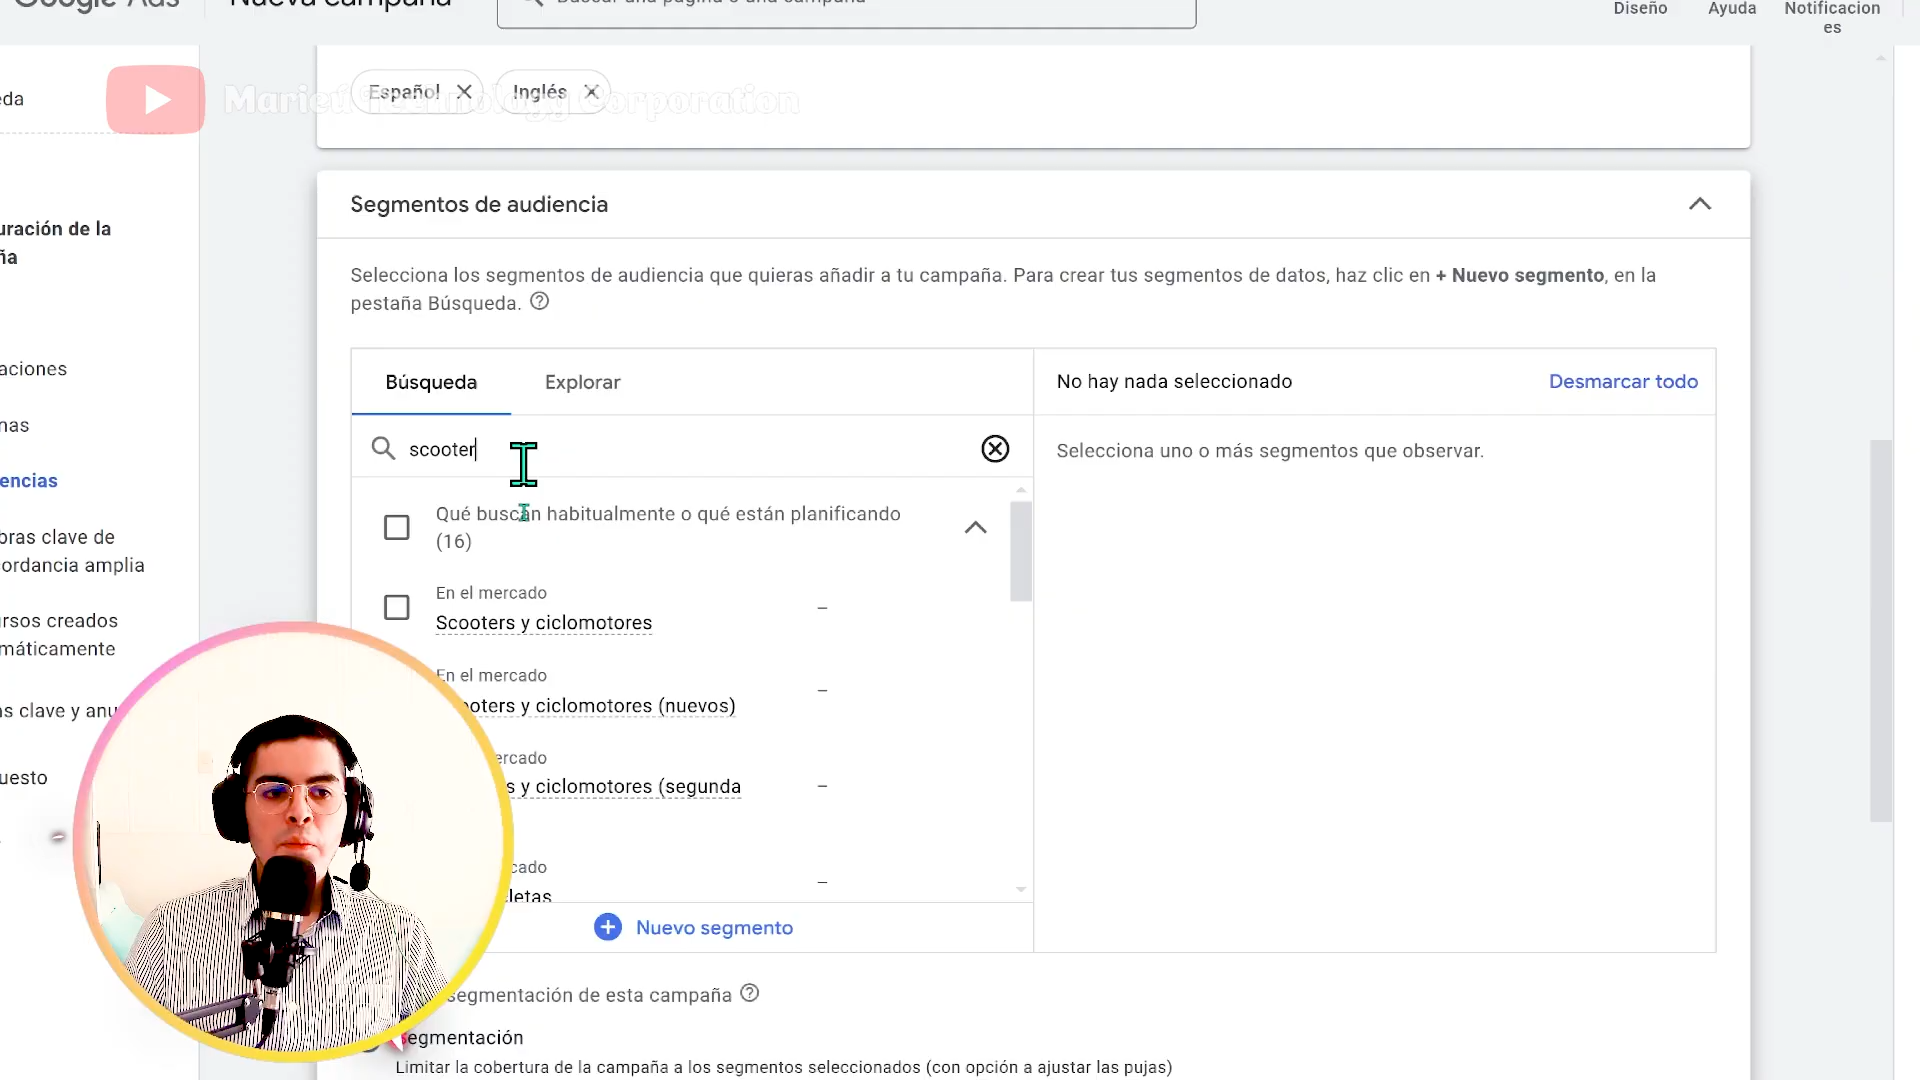 Google Ads
Nueva campaña
Buscar una página o una campaña
Diseño
Ayuda
Notificacion
es
Español
Inglés
Technology Corporation
eda
uración de la
ña
aciones
nas
encias
bras clave de
cordancia amplia
ursos creados
máticamente
as clave y anu
uesto
Segmentos de audiencia
Selecciona los segmentos de audiencia que quieras añadir a tu campaña. Para crear tus segmentos de datos, haz clic en + Nuevo segmento, en la
pestaña Búsqueda.
Búsqueda
Explorar
No hay nada seleccionado
Desmarcar todo
scooter
Selecciona uno o más segmentos que observar.
Qué buscan habitualmente o qué están planificando
(16)
En el mercado
Scooters y ciclomotores
–
En el mercado
ooters y ciclomotores (nuevos)
–
ercado
s y ciclomotores (segunda
–
cado
letas
–
Nuevo segmento
segmentación de esta campaña
egmentación
Limitar la cobertura de la campaña a los segmentos seleccionados (con opción a ajustar las pujas)